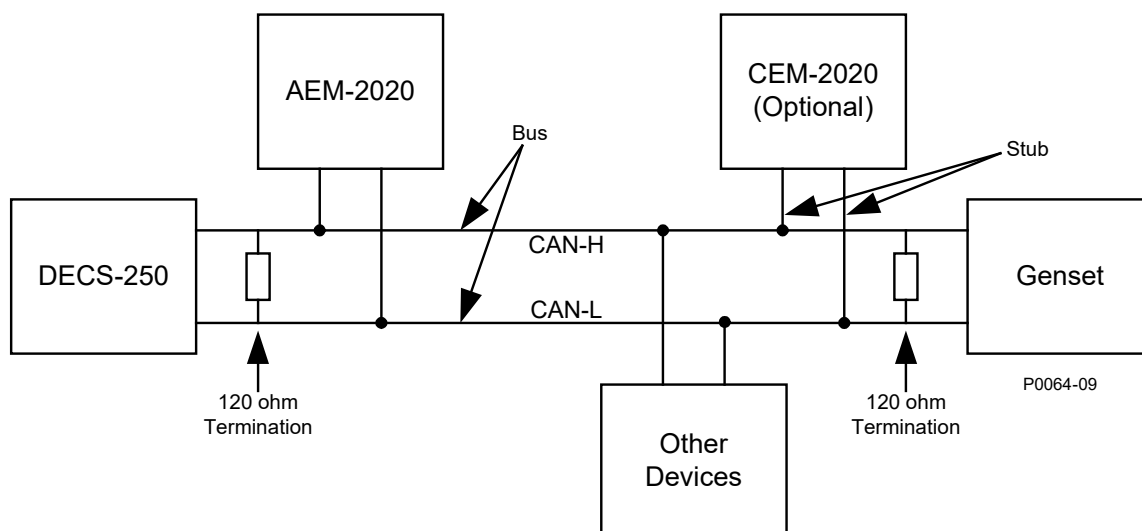 AEM-2020
CEM-2020
(Optional)
Bus
Stub
DECS-250
CAN-H
CAN-L
Genset
P0064-09
120 ohm
Termination
120 ohm
Termination
Other
Devices